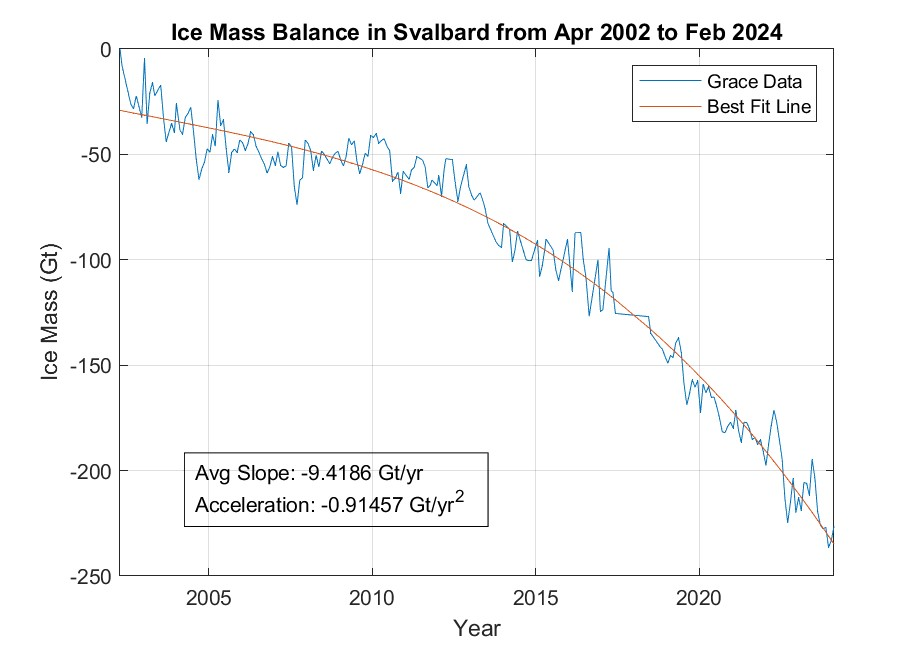 Ice Mass Balance in Svalbard from Apr 2002 to Feb 2024
Grace Data
Best Fit Line
0
-50
-100
-150
-200
-250
Ice Mass (Gt)
Avg Slope: -9.4186 Gt/yr
Acceleration: -0.91457 Gt/yr²
2005 2010 2015 2020
Year